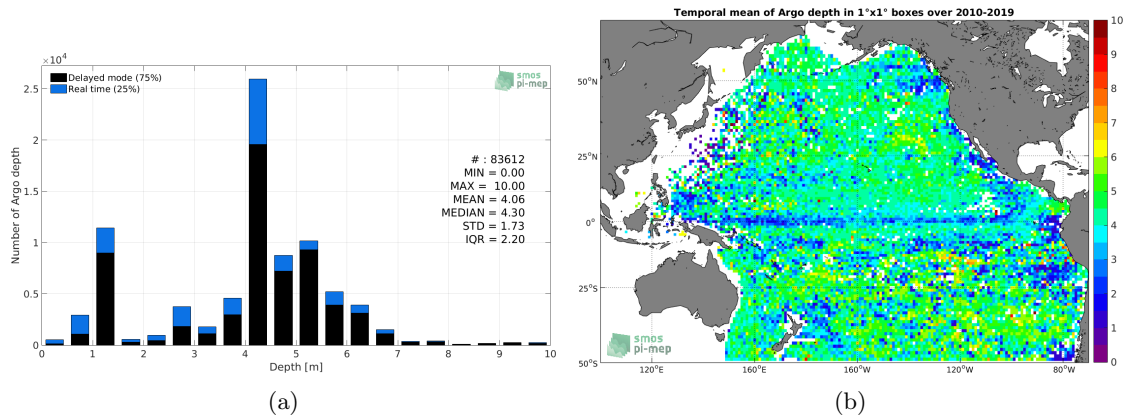 ×10⁴
Delayed mode (75%)
Real time (25%)
smos
pi-mep
2.5
2
1.5
1
0.5
0
Number of Argo depth
# : 83612
MIN = 0.00
MAX = 10.00
MEAN = 4.06
MEDIAN = 4.30
STD = 1.73
IQR = 2.20
0 1 2 3 4 5 6 7 8 9 10
Depth [m]
(a)
Temporal mean of Argo depth in 1°x1° boxes over 2010-2019
50°N
25°N
0°
25°S
50°S
120°E 160°E 160°W 120°W 80°W
smos
pi-mep
10
9
8
7
6
5
4
3
2
1
0
(b)